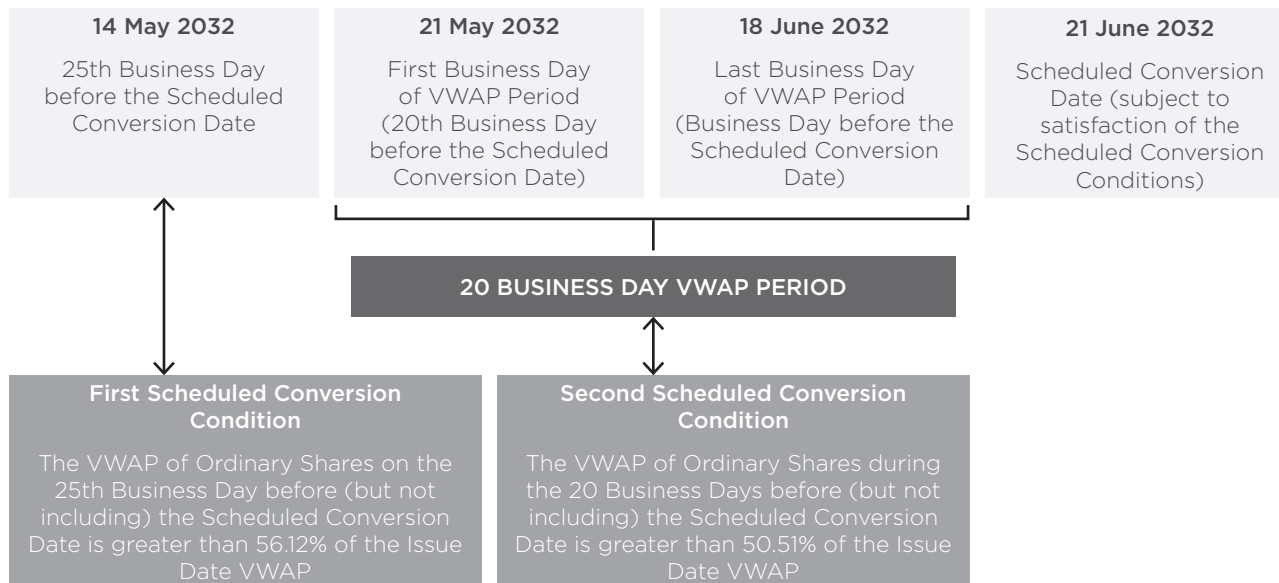 14 May 2032
25th Business Day
before the Scheduled
Conversion Date
21 May 2032
First Business Day
of VWAP Period
(20th Business Day
before the Scheduled
Conversion Date)
18 June 2032
Last Business Day
of VWAP Period
(Business Day before the
Scheduled Conversion
Date)
21 June 2032
Scheduled Conversion
Date (subject to
satisfaction of the
Scheduled Conversion
Conditions)
20 BUSINESS DAY VWAP PERIOD
First Scheduled Conversion
Condition
The VWAP of Ordinary Shares on the
25th Business Day before (but not
including) the Scheduled Conversion
Date is greater than 56.12% of the Issue
Date VWAP
Second Scheduled Conversion
Condition
The VWAP of Ordinary Shares during
the 20 Business Days before (but not
including) the Scheduled Conversion
Date is greater than 50.51% of the Issue
Date VWAP